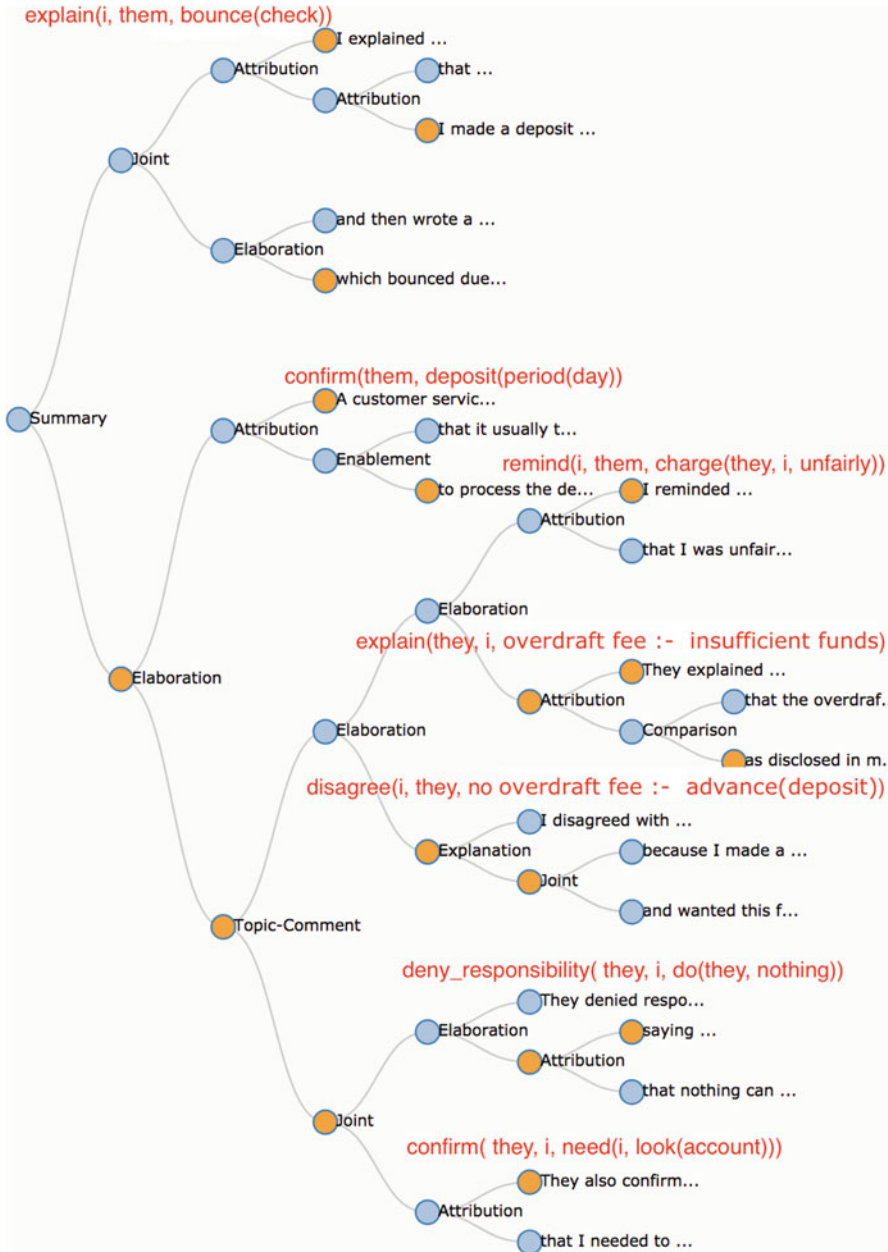 explain(i, them, bounce(check))
I explained ...
Attribution
that ...
Attribution
I made a deposit ...
Joint
and then wrote a ...
Elaboration
which bounced due...
confirm(them, deposit(period(day))
A customer servic...
Summary
Attribution
that it usually t...
Enablement
remind(i, them, charge(they, i, unfairly))
to process the de...
I reminded ...
Attribution
that I was unfair...
Elaboration
explain(they, i, overdraft fee :- insufficient funds)
They explained ...
Elaboration
Attribution
that the overdraf..
Elaboration
Comparison
as disclosed in m..
disagree(i, they, no overdraft fee :- advance(deposit))
I disagreed with ...
Explanation
because I made a ...
Joint
and wanted this f...
Topic-Comment
deny_responsibility( they, i, do(they, nothing))
They denied respo...
Elaboration
saying ...
Attribution
that nothing can ...
Joint
confirm( they, i, need(i, look(account)))
They also confirm...
Attribution
that I needed to ...